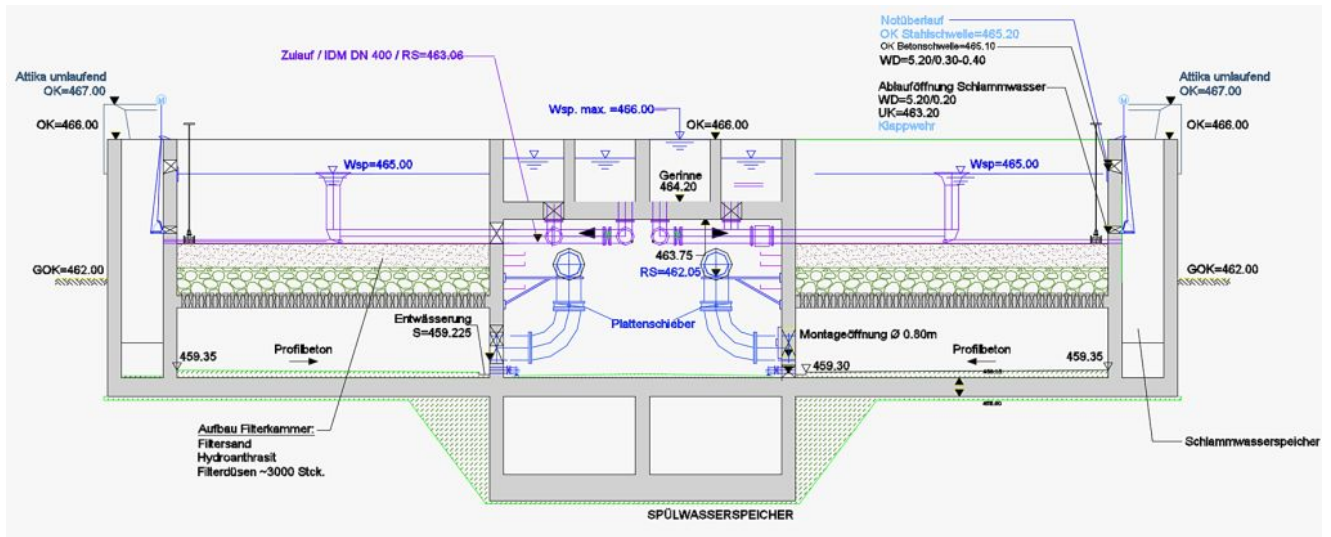 Notüberlauf
OK Stahlschwelle=465.20
OK Betonschwelle=465.10
WD=5.20/0.30-0.40
Zulauf / IDM DN 400 / RS=463.06
Attika umlaufend
OK=467.00
M
Ablauföffnung Schlammwasser
WD=5.20/0.20
UK=463.20
Klappwehr
M
Attika umlaufend
OK=467.00
Wsp. max. =466.00
OK=466.00
OK=466.00
OK=466.00
Wsp=465.00
Wsp=465.00
Gerinne
464.20
463.75
RS=462.05
GOK=462.00
GOK=462.00
Entwässerung
S=459.225
Plattenschieber
Montageöffnung Ø 0.80m
459.35
Profilbeton
459.30
Profilbeton
459.35
Aufbau Filterkammer:
Filtersand
Hydroanthrasit
Filterdüsen ~3000 Stck.
Schlammwasserspeicher
SPÜLWASSERSPEICHER